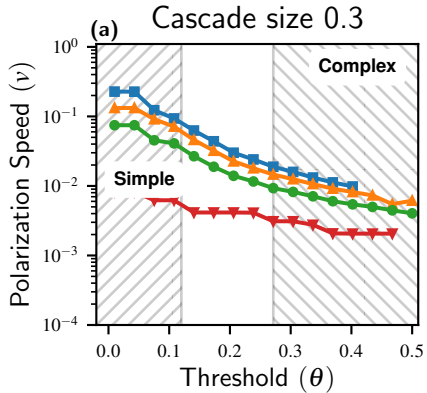 Cascade size 0.3
(a)
10⁰
Complex
10⁻¹
Polarization Speed (ν)
10⁻²
Simple
10⁻³
10⁻⁴
0.0 0.1 0.2 0.3 0.4 0.5
Threshold (θ)